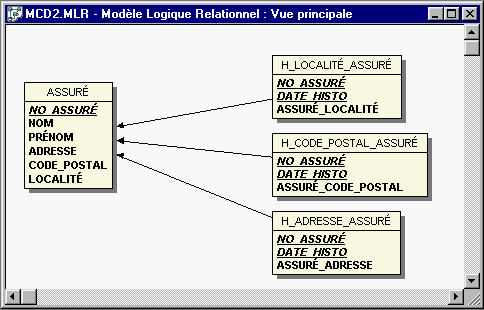 MCD2.MLR - Modèle Logique Relationnel : Vue principale
ASSURÉ
NO_ASSURÉ
NOM
PRÉNOM
ADRESSE
CODE_POSTAL
LOCALITÉ
H_LOCALITÉ_ASSURÉ
NO_ASSURÉ
DATE_HISTO
ASSURÉ_LOCALITÉ
H_CODE_POSTAL_ASSURÉ
NO_ASSURÉ
DATE_HISTO
ASSURÉ_CODE_POSTAL
H_ADRESSE_ASSURÉ
NO_ASSURÉ
DATE_HISTO
ASSURÉ_ADRESSE